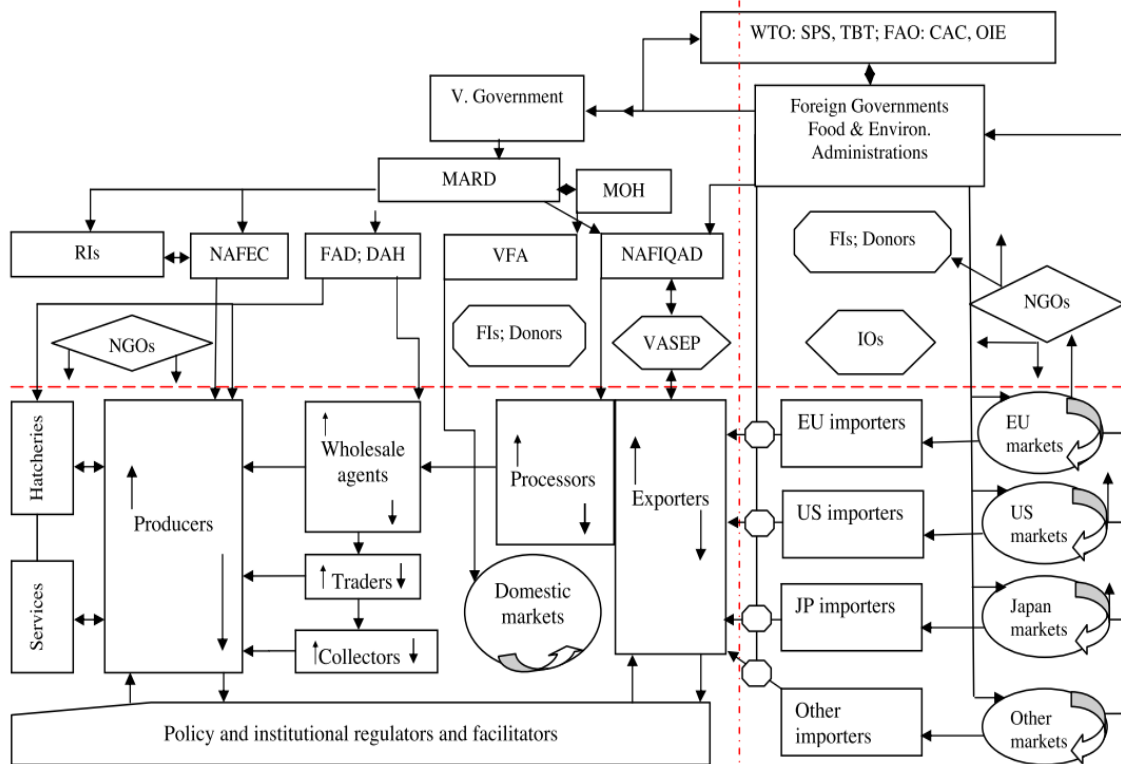 WTO: SPS, TBT; FAO: CAC, OIE
V. Government
Foreign Governments
Food & Environ.
Administrations
MARD
MOH
RIs
NAFEC
FAD; DAH
VFA
NAFIQAD
FIs; Donors
NGOs
NGOs
FIs; Donors
VASEP
IOs
Hatcheries
Services
Producers
Wholesale
agents
Traders
Collectors
Processors
Exporters
Domestic
markets
EU importers
EU
markets
US importers
US
markets
JP importers
Japan
markets
Other
importers
Other
markets
Policy and institutional regulators and facilitators